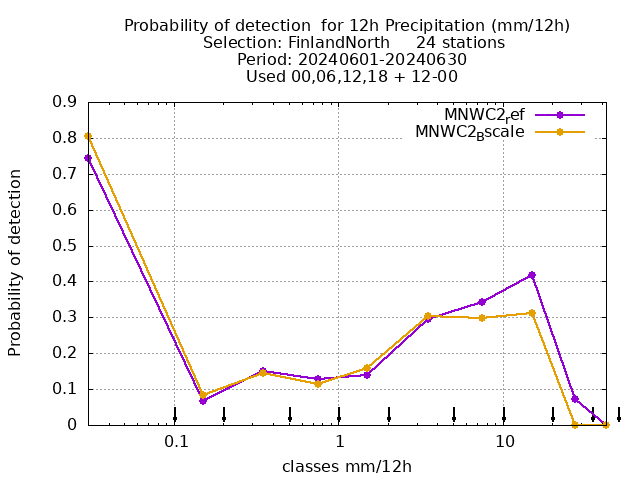 Probability of detection  for 12h Precipitation (mm/12h)
Selection: FinlandNorth     24 stations
Period: 20240601-20240630
Used 00,06,12,18 + 12-00
MNWC2ref
MNWC2Bscale
0.9
0.8
0.7
0.6
0.5
0.4
0.3
0.2
0.1
0
Probability of detection
0.1 1 10
classes mm/12h